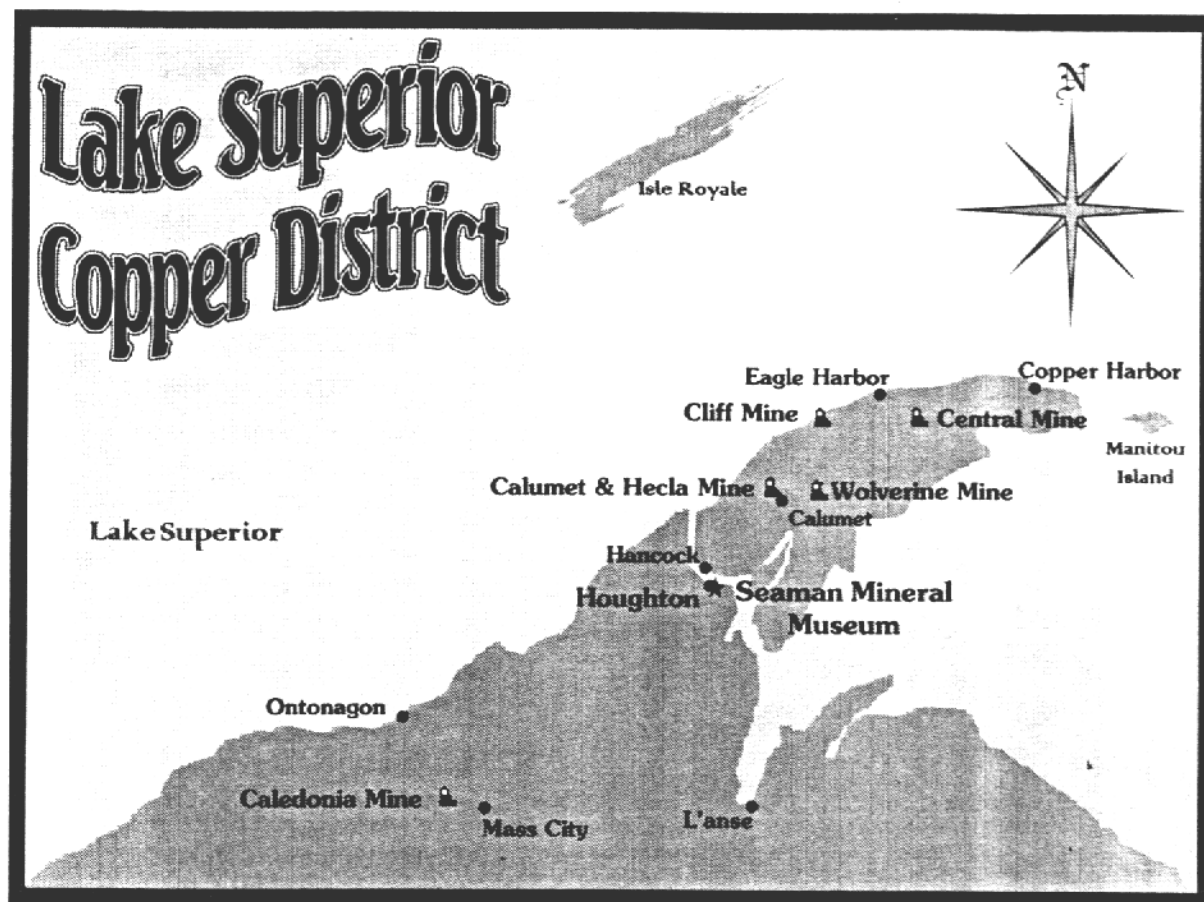 Lake Superior
Copper District
N
Isle Royale
Eagle Harbor
Copper Harbor
Cliff Mine
Central Mine
Manitou
Island
Calumet & Hecla Mine
Wolverine Mine
Calumet
Lake Superior
Hancock
Houghton
Seaman Mineral
Museum
Ontonagon
Caledonia Mine
Mass City
L'anse